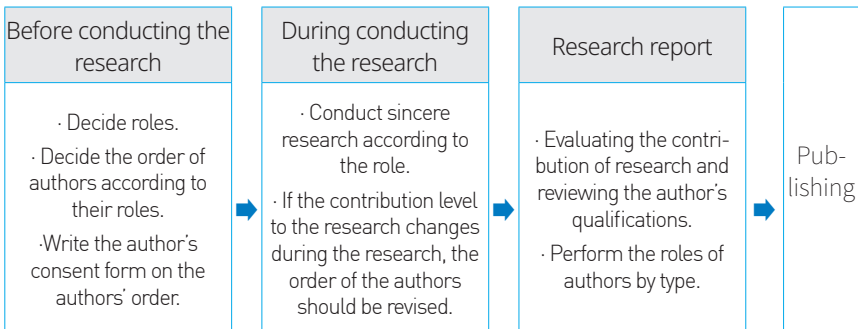 Before conducting the
research
· Decide roles.
· Decide the order of
authors according to
their roles.
·Write the author's
consent form on the
authors' order.
During conducting
the research
· Conduct sincere
research according to
the role.
· If the contribution level
to the research changes
during the research, the
order of the authors
should be revised.
Research report
· Evaluating the contri-
bution of research and
reviewing the author's
qualifications.
· Perform the roles of
authors by type.
Pub-
lishing